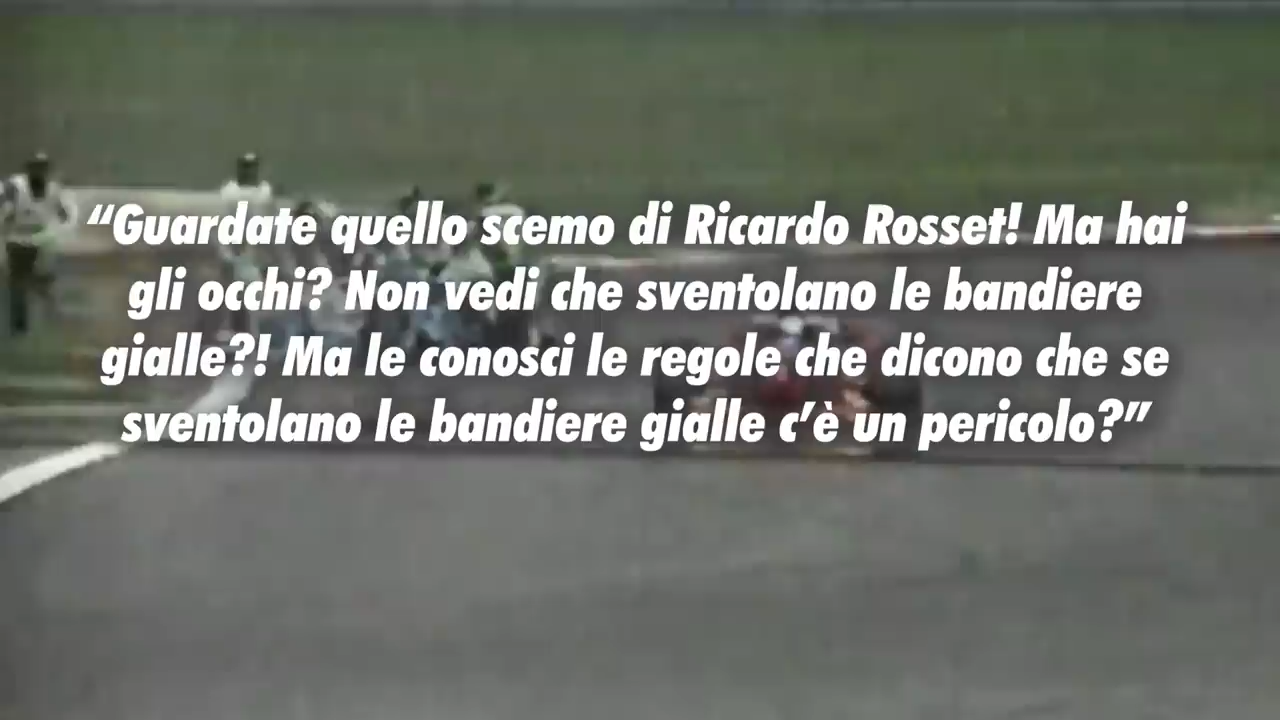 “Guardate quello scemo di Ricardo Rosset! Ma hai
gli occhi? Non vedi che sventolano le bandiere
gialle?! Ma le conosci le regole che dicono che se
sventolano le bandiere gialle c’è un pericolo?”